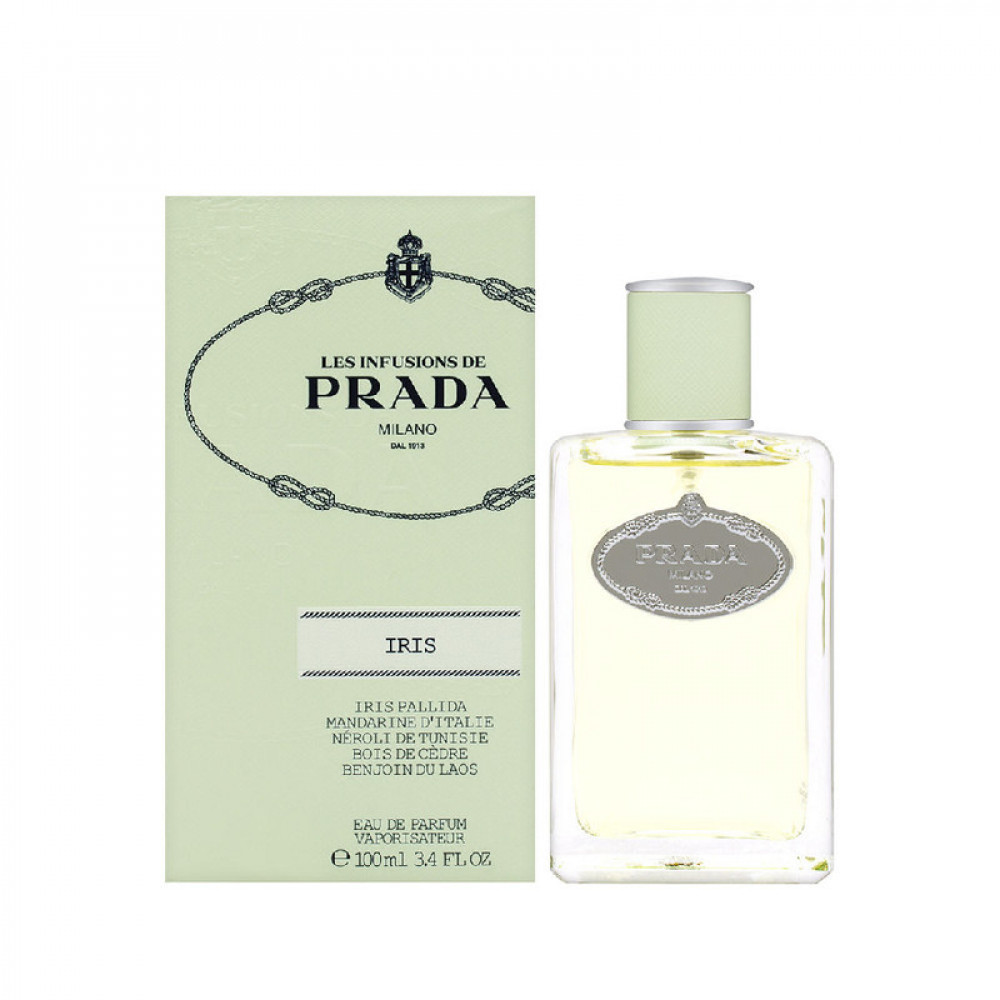 LES INFUSIONS DE
PRADA
MILANO
DAL 1913
IRIS
IRIS PALLIDA
MANDARINE D'ITALIE
NÉROLI DE TUNISIE
BOIS DE CÈDRE
BENJOIN DU LAOS
EAU DE PARFUM
VAPORISATEUR
℮ 100ml 3.4 FL OZ
PRADA
MILANO